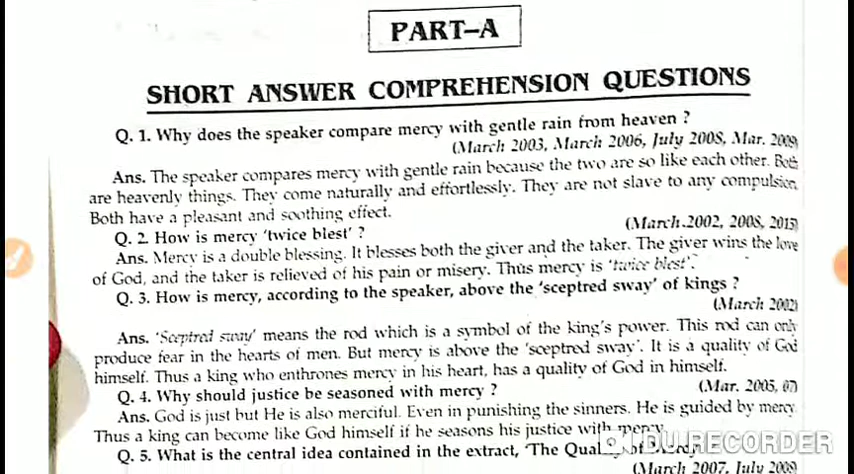 PART–A
SHORT ANSWER COMPREHENSION QUESTIONS
Q. 1. Why does the speaker compare mercy with gentle rain from heaven ?
(March 2003, March 2006, July 2008, Mar. 2009)
Ans. The speaker compares mercy with gentle rain because the two are so like each other. Both
are heavenly things. They come naturally and effortlessly. They are not slave to any compulsion.
Both have a pleasant and soothing effect.
Q. 2. How is mercy 'twice blest' ?
(March.2002, 2008, 2015)
Ans. Mercy is a double blessing. It blesses both the giver and the taker. The giver wins the love
of God, and the taker is relieved of his pain or misery. Thus mercy is 'twice blest'.
Q. 3. How is mercy, according to the speaker, above the 'sceptred sway' of kings ?
(March 2002)
Ans. 'Sceptred sway' means the rod which is a symbol of the king's power. This rod can only
produce fear in the hearts of men. But mercy is above the 'sceptred sway'. It is a quality of God
himself. Thus a king who enthrones mercy in his heart, has a quality of God in himself.
Q. 4. Why should justice be seasoned with mercy ?
(Mar. 2005, 07)
Ans. God is just but He is also merciful. Even in punishing the sinners. He is guided by mercy.
Thus a king can become like God himself if he seasons his justice with mercy.
DU RECORDER
Q. 5. What is the central idea contained in the extract, 'The Quality of Mercy' ?
(March 2007, July 2008)